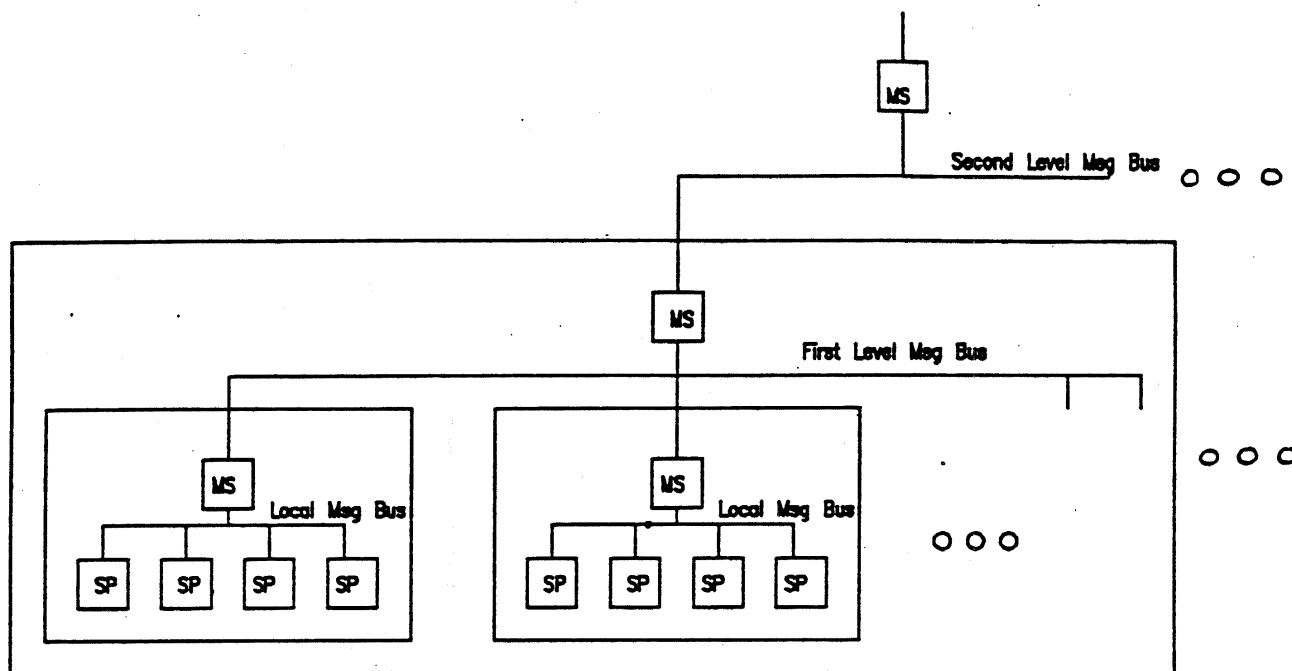 MS
Second Level Msg Bus
MS
First Level Msg Bus
MS
MS
Local Msg Bus
Local Msg Bus
SP SP SP SP
SP SP SP SP